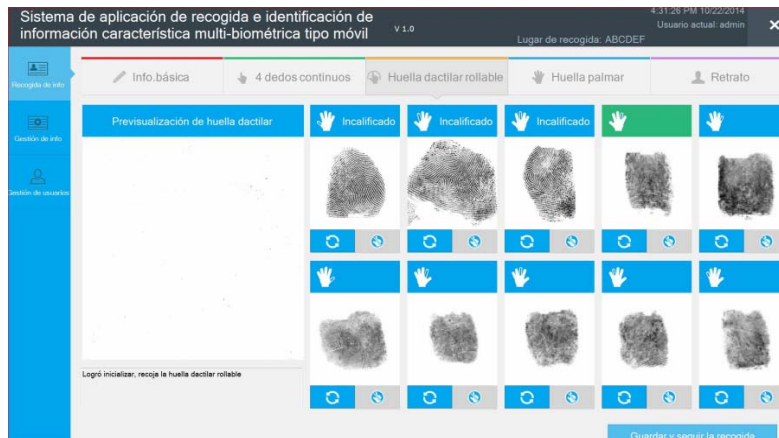 Sistema de aplicación de recogida e identificación de
información característica multi-biométrica tipo móvil
V 1.0
4:31:26 PM 10/22/2014
Usuario actual: admin
Lugar de recogida: ABCDEF
Recogida de info
Gestión de info
Gestión de usuarios
Info.básica
4 dedos continuos
Huella dactilar rollable
Huella palmar
Retrato
Previsualización de huella dactilar
Incalificado
Incalificado
Incalificado
Logró inicializar, recoja la huella dactilar rollable
Guardar y seguir la recogida